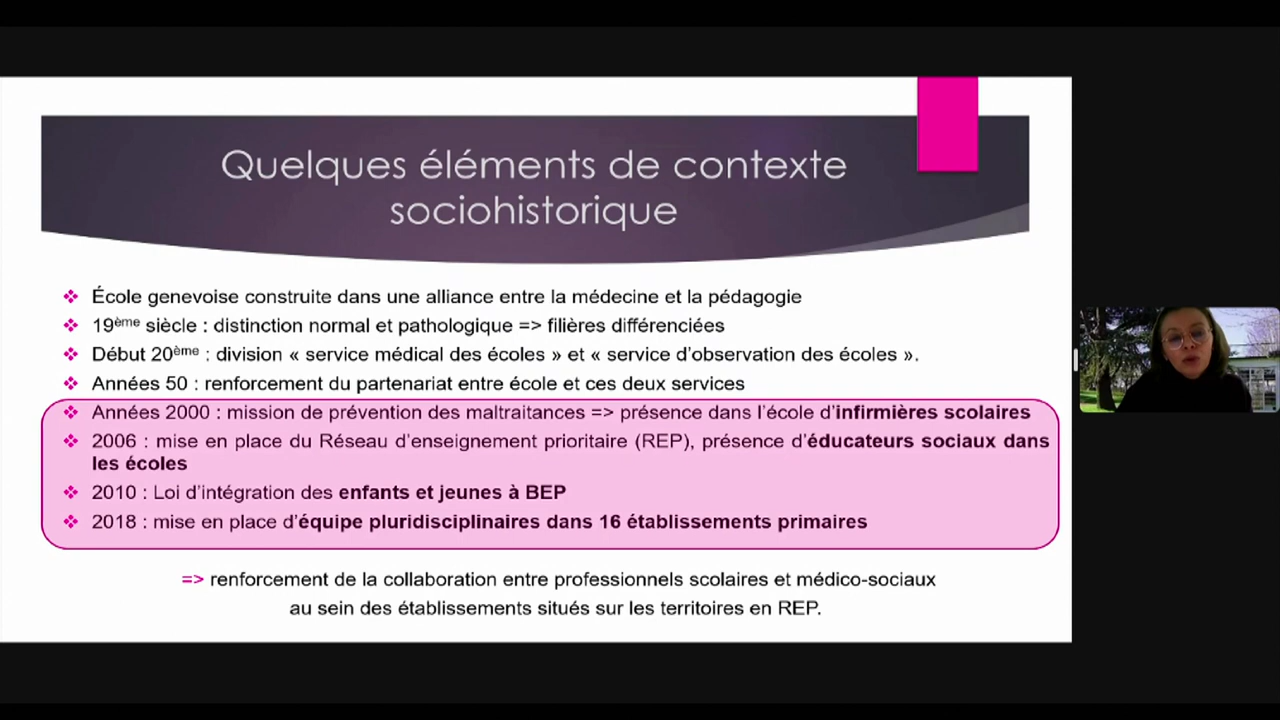 Quelques éléments de contexte
sociohistorique
❖ École genevoise construite dans une alliance entre la médecine et la pédagogie
❖ 19ème siècle : distinction normal et pathologique => filières différenciées
❖ Début 20ème : division « service médical des écoles » et « service d'observation des écoles ».
❖ Années 50 : renforcement du partenariat entre école et ces deux services
❖ Années 2000 : mission de prévention des maltraitances => présence dans l'école d'infirmières scolaires
❖ 2006 : mise en place du Réseau d'enseignement prioritaire (REP), présence d'éducateurs sociaux dans
les écoles
❖ 2010 : Loi d'intégration des enfants et jeunes à BEP
❖ 2018 : mise en place d'équipe pluridisciplinaires dans 16 établissements primaires
=> renforcement de la collaboration entre professionnels scolaires et médico-sociaux
au sein des établissements situés sur les territoires en REP.